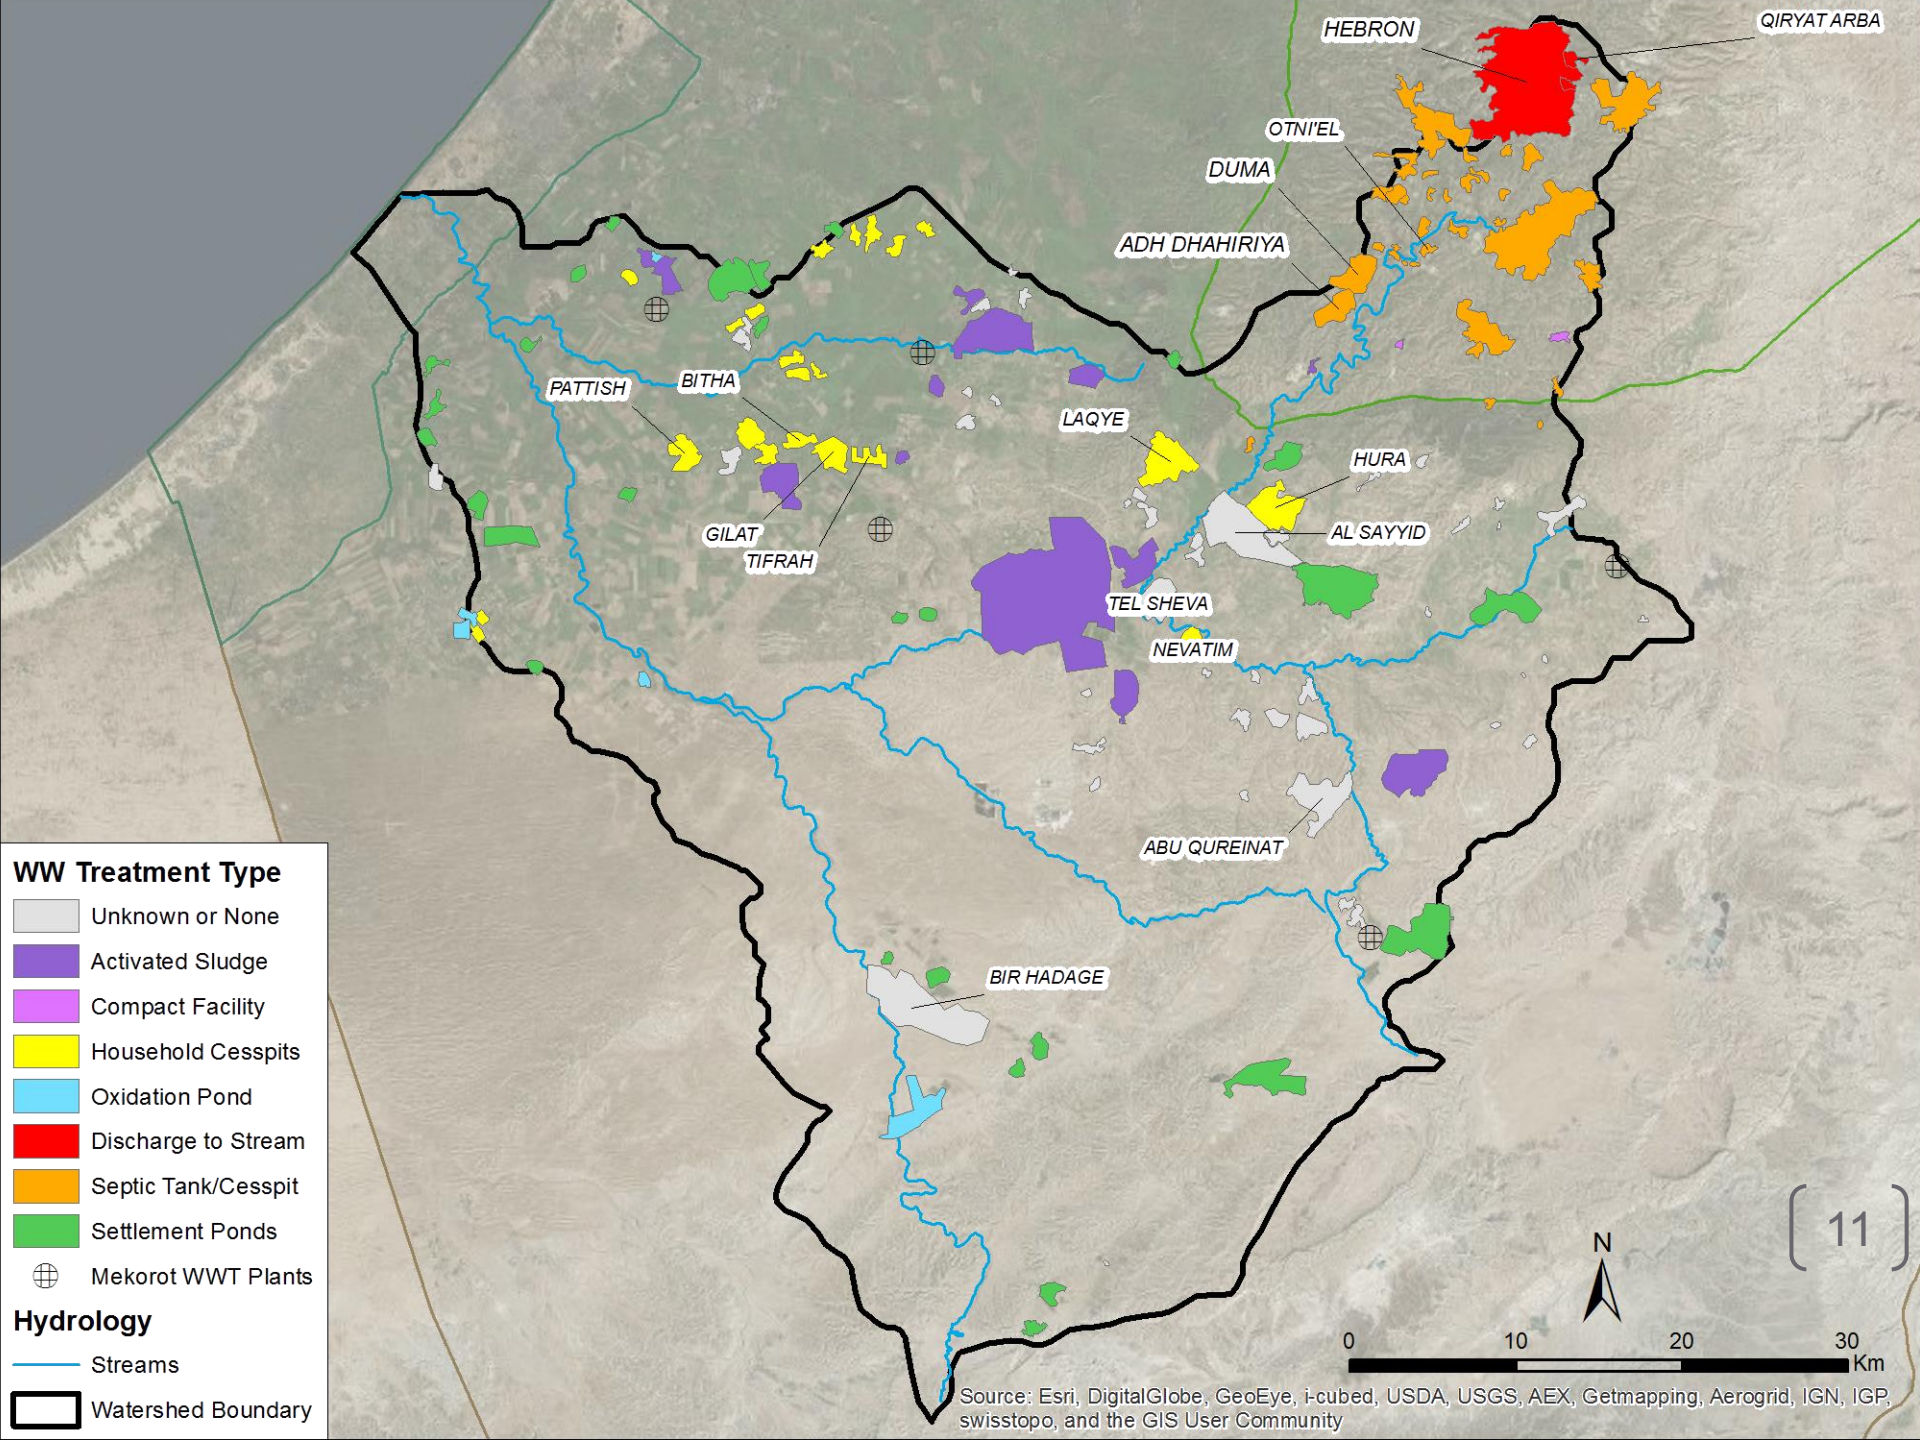 HEBRON
QIRYAT ARBA
OTNI'EL
DUMA
ADH DHAHIRIYA
PATTISH
BITHA
LAQYE
HURA
GILAT
AL SAYYID
TIFRAH
TEL SHEVA
NEVATIM
ABU QUREINAT
BIR HADAGE
WW Treatment Type
Unknown or None
Activated Sludge
Compact Facility
Household Cesspits
Oxidation Pond
Discharge to Stream
Septic Tank/Cesspit
Settlement Ponds
Mekorot WWT Plants
Hydrology
Streams
Watershed Boundary
11
N
0 10 20 30
Km
Source: Esri, DigitalGlobe, GeoEye, i-cubed, USDA, USGS, AEX, Getmapping, Aerogrid, IGN, IGP,
swisstopo, and the GIS User Community